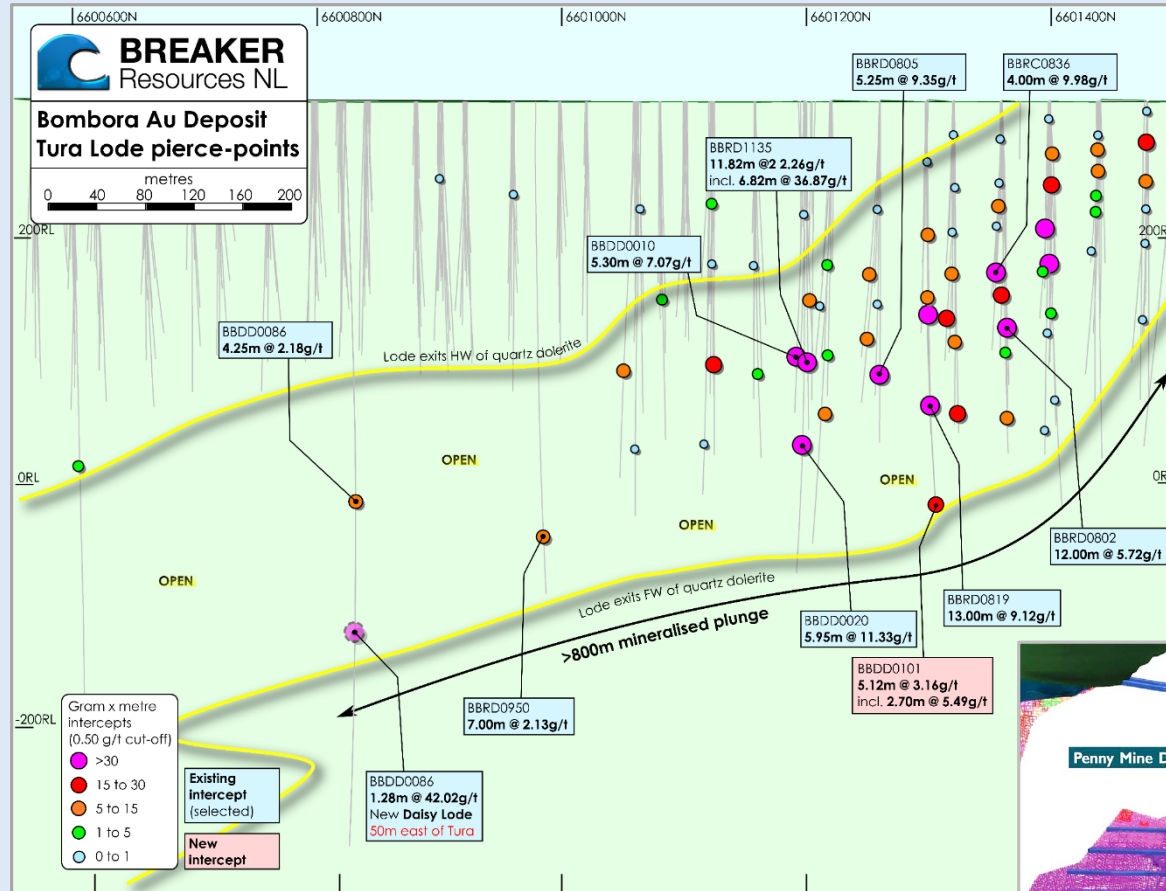 6600600N
6600800N
6601000N
6601200N
6601400N
BREAKER
Resources NL
Bombora Au Deposit
Tura Lode pierce-points
metres
0 40 80 120 160 200
BBRD0805
5.25m @ 9.35g/t
BBRC0836
4.00m @ 9.98g/t
BBRD1135
11.82m @2 2.26g/t
incl. 6.82m @ 36.87g/t
200RL
200RL
BBDD0010
5.30m @ 7.07g/t
BBDD0086
4.25m @ 2.18g/t
Lode exits HW of quartz dolerite
OPEN
OPEN
0RL
0R
OPEN
OPEN
BBRD0802
12.00m @ 5.72g/t
Lode exits FW of quartz dolerite
>800m mineralised plunge
BBRD0819
13.00m @ 9.12g/t
BBDD0020
5.95m @ 11.33g/t
BBDD0101
5.12m @ 3.16g/t
incl. 2.70m @ 5.49g/t
BBRD0950
7.00m @ 2.13g/t
-200RL
Gram x metre
intercepts
(0.50 g/t cut-off)
>30
15 to 30
5 to 15
1 to 5
0 to 1
Existing
intercept
(selected)
New
intercept
BBDD0086
1.28m @ 42.02g/t
New Daisy Lode
50m east of Tura
Penny Mine D